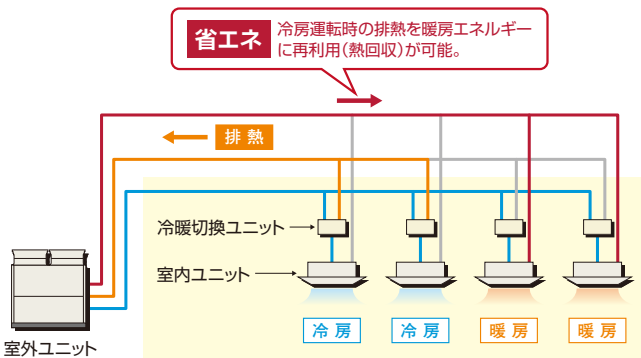 省エネ
冷房運転時の排熱を暖房エネルギー
に再利用(熱回収)が可能。
排熱
冷暖切換ユニット
室内ユニット
室外ユニット
冷房
冷房
暖房
暖房